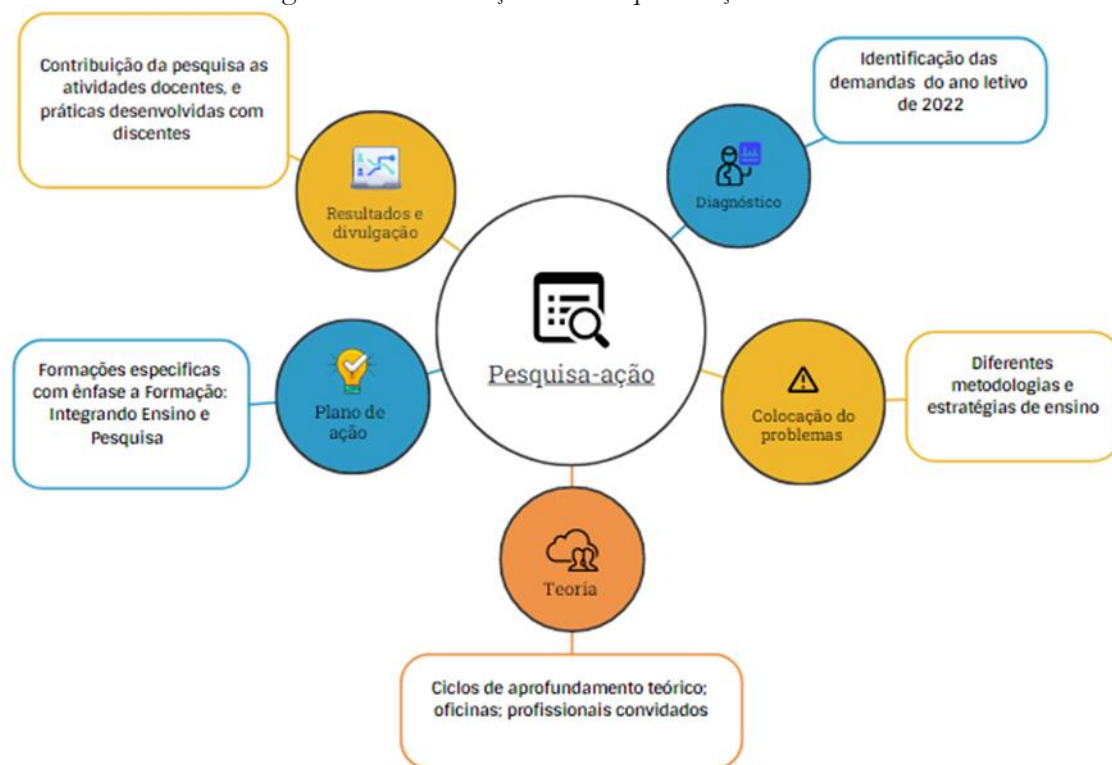 Contribuição da pesquisa as
atividades docentes, e
práticas desenvolvidas com
discentes
Identificação das
demandas do ano letivo
de 2022
Resultados e
divulgação
Diagnóstico
Pesquisa-ação
Formações especificas
com ênfase a Formação:
Integrando Ensino e
Pesquisa
Plano de
ação
Colocação do
problemas
Diferentes
metodologias e
estratégias de ensino
Teoria
Ciclos de aprofundamento teórico;
oficinas; profissionais convidados